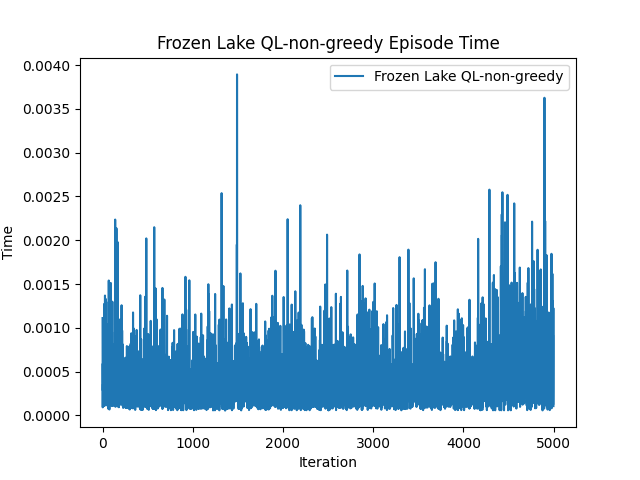 Frozen Lake QL-non-greedy Episode Time
Frozen Lake QL-non-greedy
0.0040
0.0035
0.0030
0.0025
0.0020
0.0015
0.0010
0.0005
0.0000
Time
0 1000 2000 3000 4000 5000
Iteration